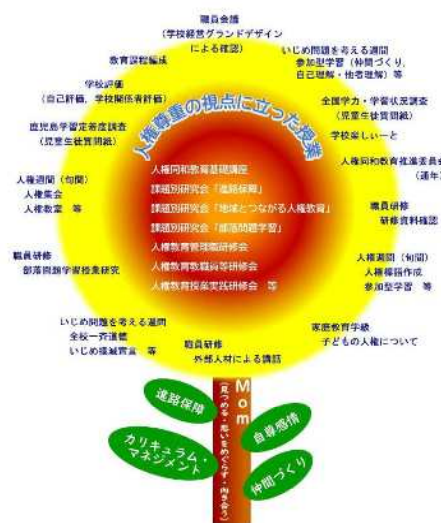 職員会議
(学校経営グランドデザイン
による確認)
いじめ問題を考える週間
参加型学習(仲間づくり、
自己理解・他者理解)等
全国学力・学習状況調査
(児童生徒質問紙)
学校楽しぃーと
人権同和教育推進委員会
(通年)
職員研修
研修資料確認
人権週間(旬間)
人権標語作成
参加型学習 等
家庭教育学級
子どもの人権について
職員研修
外部人材による講話
いじめ問題を考える週間
全校一斉道徳
いじめ撲滅宣言 等
職員研修
部落問題学習授業研究
人権週間(旬間)
人権集会
人権教室 等
鹿児島学習定着度調査
(児童生徒質問紙)
学校評価
(自己評価、学校関係者評価)
教育課程編成
人権尊重の視点に立った授業
人権同和教育基礎講座
課題別研究会「進路保障」
課題別研究会「地域とつながる人権教育」
課題別研究会「部落問題学習」
人権教育管理職研修会
人権教育教職員等研修会
人権教育授業実践研修会 等
Mom
(見つめる・思いをめぐらす・向き合う)
進路保障
自尊感情
カリキュラム・
マネジメント
仲間づくり